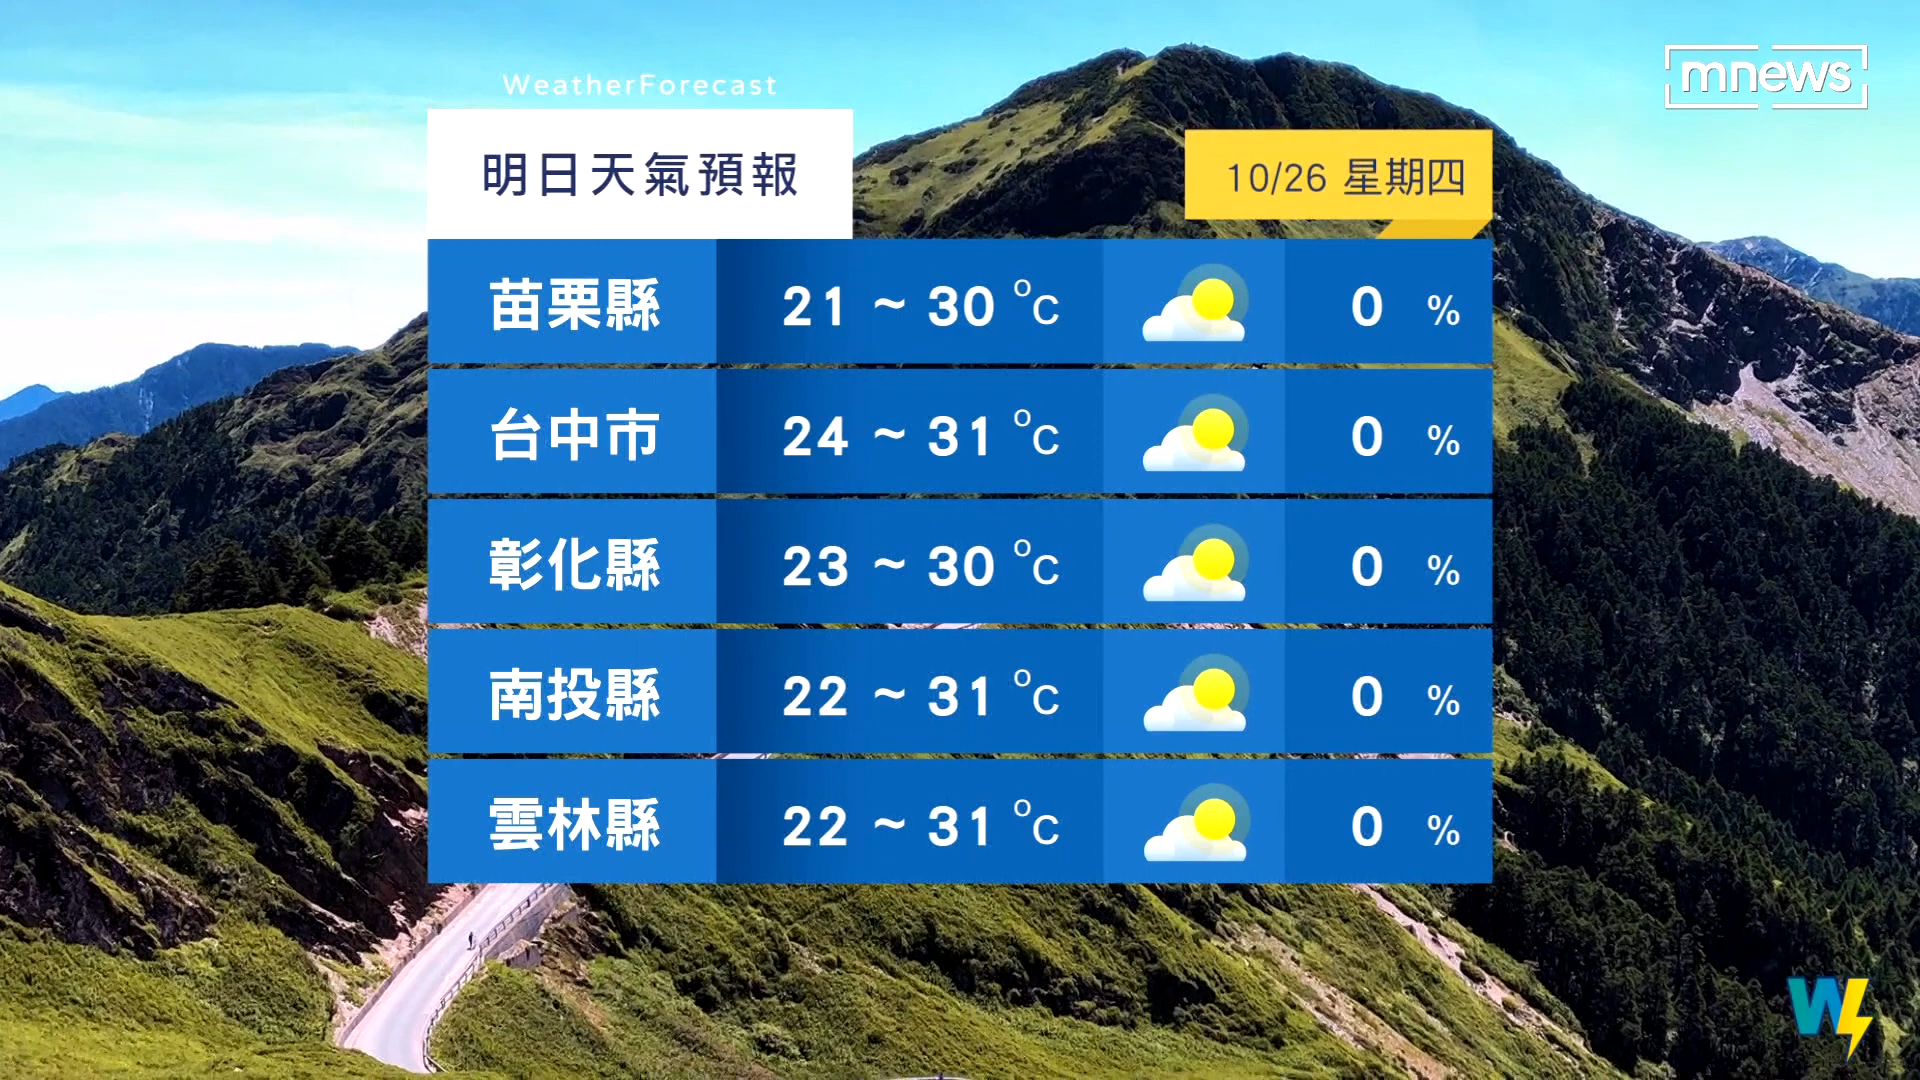 mnews
WeatherForecast
明日天氣預報
10/26 星期四
苗栗縣 21 ~ 30 °C 0 %
台中市 24 ~ 31 °C 0 %
彰化縣 23 ~ 30 °C 0 %
南投縣 22 ~ 31 °C 0 %
雲林縣 22 ~ 31 °C 0 %
W